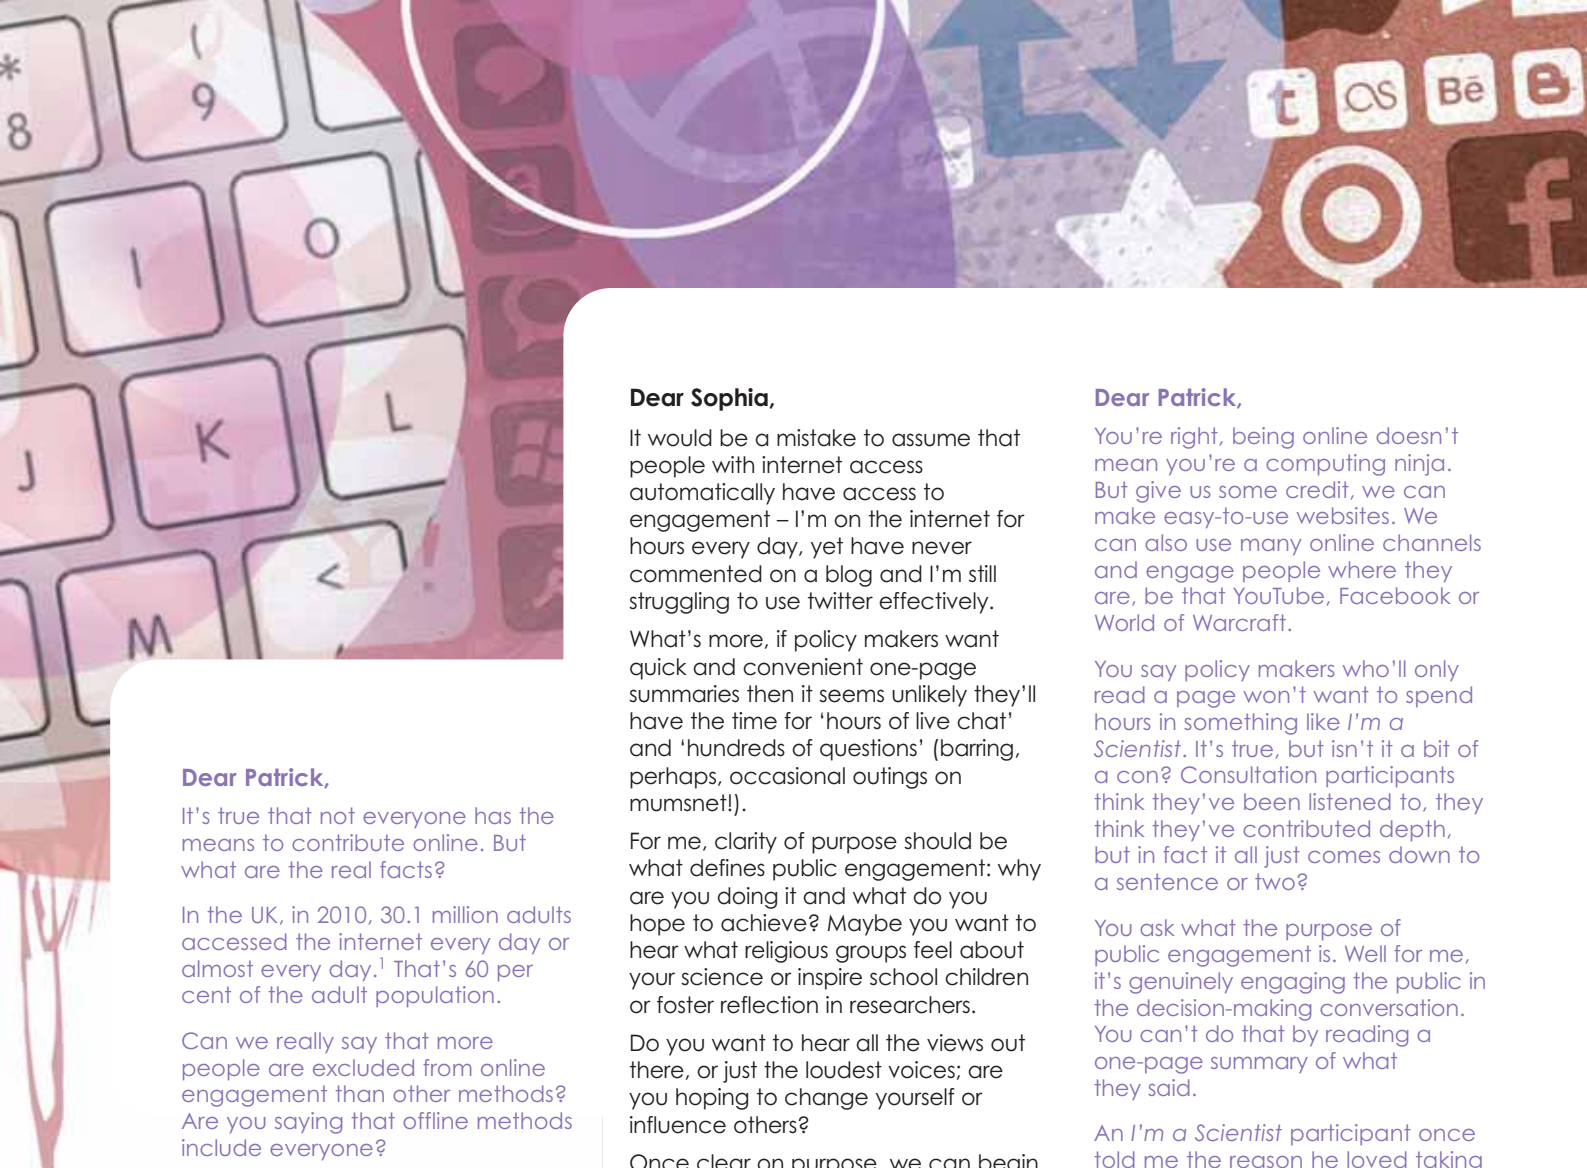 *
8
(
9
I
O
J
K
L
M
<
,
Y!
@
t
Bē
B
f
Dear Patrick,
It's true that not everyone has the
means to contribute online. But
what are the real facts?
In the UK, in 2010, 30.1 million adults
accessed the internet every day or
almost every day.1 That's 60 per
cent of the adult population.
Can we really say that more
people are excluded from online
engagement than other methods?
Are you saying that offline methods
include everyone?
Dear Sophia,
It would be a mistake to assume that
people with internet access
automatically have access to
engagement – I'm on the internet for
hours every day, yet have never
commented on a blog and I'm still
struggling to use twitter effectively.
What's more, if policy makers want
quick and convenient one-page
summaries then it seems unlikely they'll
have the time for 'hours of live chat'
and 'hundreds of questions' (barring,
perhaps, occasional outings on
mumsnet!).
For me, clarity of purpose should be
what defines public engagement: why
are you doing it and what do you
hope to achieve? Maybe you want to
hear what religious groups feel about
your science or inspire school children
or foster reflection in researchers.
Do you want to hear all the views out
there, or just the loudest voices; are
you hoping to change yourself or
influence others?
Once clear on purpose, we can begin
Dear Patrick,
You're right, being online doesn't
mean you're a computing ninja.
But give us some credit, we can
make easy-to-use websites. We
can also use many online channels
and engage people where they
are, be that YouTube, Facebook or
World of Warcraft.
You say policy makers who'll only
read a page won't want to spend
hours in something like I'm a
Scientist. It's true, but isn't it a bit of
a con? Consultation participants
think they've been listened to, they
think they've contributed depth,
but in fact it all just comes down to
a sentence or two?
You ask what the purpose of
public engagement is. Well for me,
it's genuinely engaging the public in
the decision-making conversation.
You can't do that by reading a
one-page summary of what
they said.
An I'm a Scientist participant once
told me the reason he loved taking